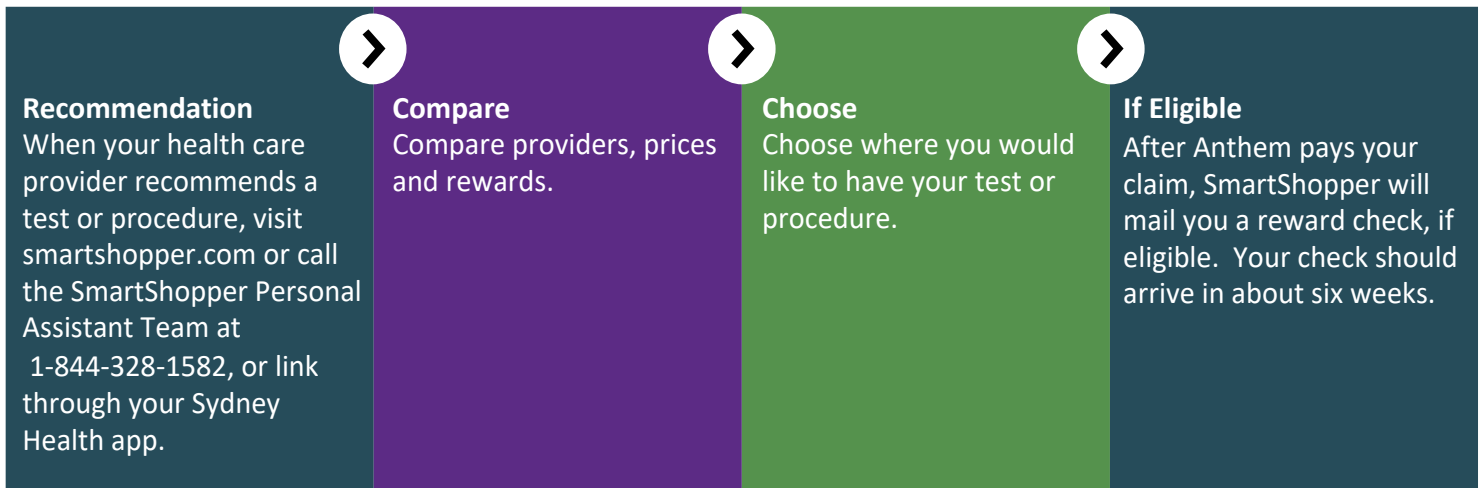 Recommendation
When your health care
provider recommends a
test or procedure, visit
smartshopper.com or call
the SmartShopper Personal
Assistant Team at
1-844-328-1582, or link
through your Sydney
Health app.
Compare
Compare providers, prices
and rewards.
Choose
Choose where you would
like to have your test or
procedure.
If Eligible
After Anthem pays your
claim, SmartShopper will
mail you a reward check, if
eligible.  Your check should
arrive in about six weeks.